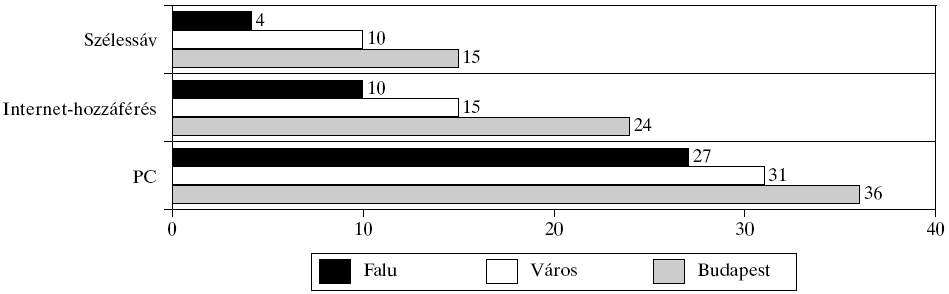 Szélessáv
4
10
15
Internet-hozzáférés
10
15
24
PC
27
31
36
0 10 20 30 40
Falu Város Budapest